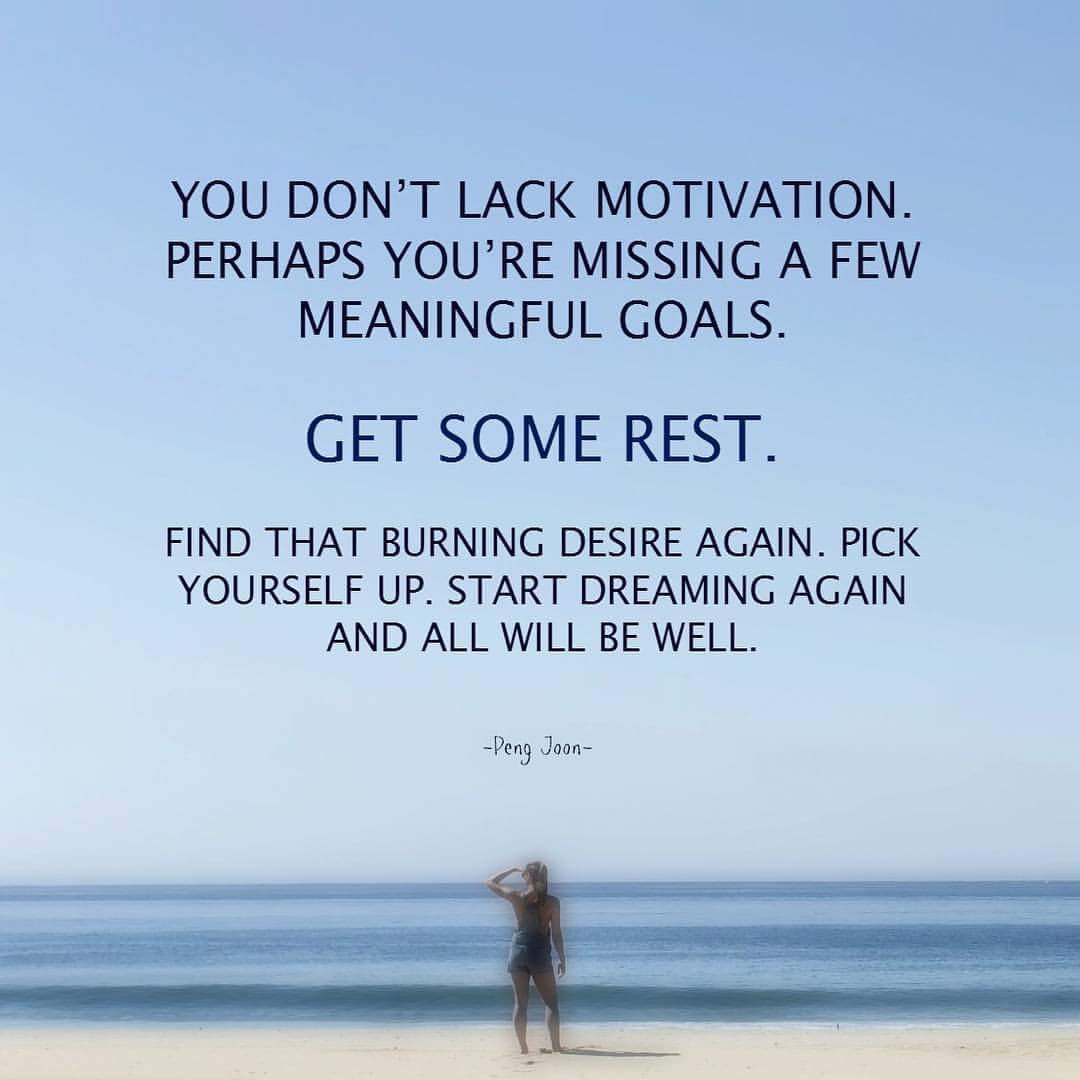 YOU DON’T LACK MOTIVATION.
PERHAPS YOU’RE MISSING A FEW
MEANINGFUL GOALS.
GET SOME REST.
FIND THAT BURNING DESIRE AGAIN. PICK
YOURSELF UP. START DREAMING AGAIN
AND ALL WILL BE WELL.
-Peng Joon-